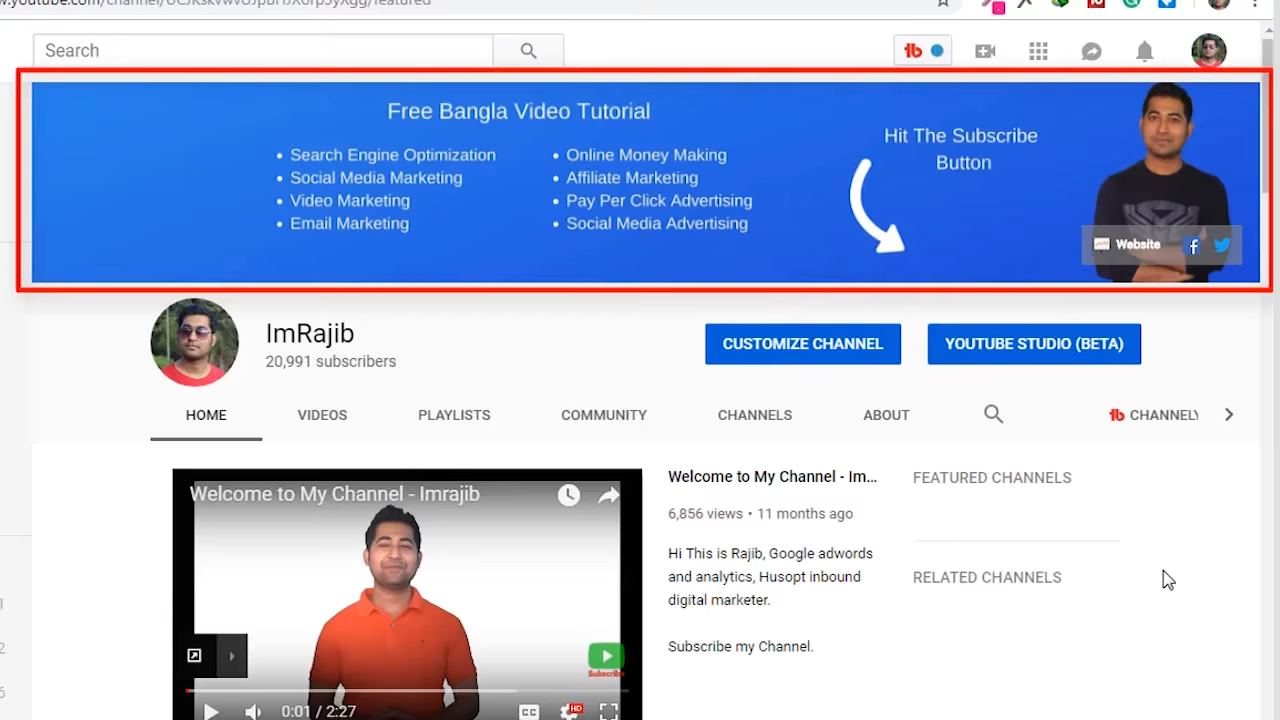 Search
Free Bangla Video Tutorial
• Search Engine Optimization
• Social Media Marketing
• Video Marketing
• Email Marketing
• Online Money Making
• Affiliate Marketing
• Pay Per Click Advertising
• Social Media Advertising
Hit The Subscribe
Button
Website
ImRajib
20,991 subscribers
CUSTOMIZE CHANNEL
YOUTUBE STUDIO (BETA)
HOME VIDEOS PLAYLISTS COMMUNITY CHANNELS ABOUT CHANNELY
Welcome to My Channel - Imrajib
Subscribe
0:01 / 2:27
CC
HD
Welcome to My Channel - Im...
6,856 views • 11 months ago
Hi This is Rajib, Google adwords
and analytics, Husopt inbound
digital marketer.
Subscribe my Channel.
FEATURED CHANNELS
RELATED CHANNELS